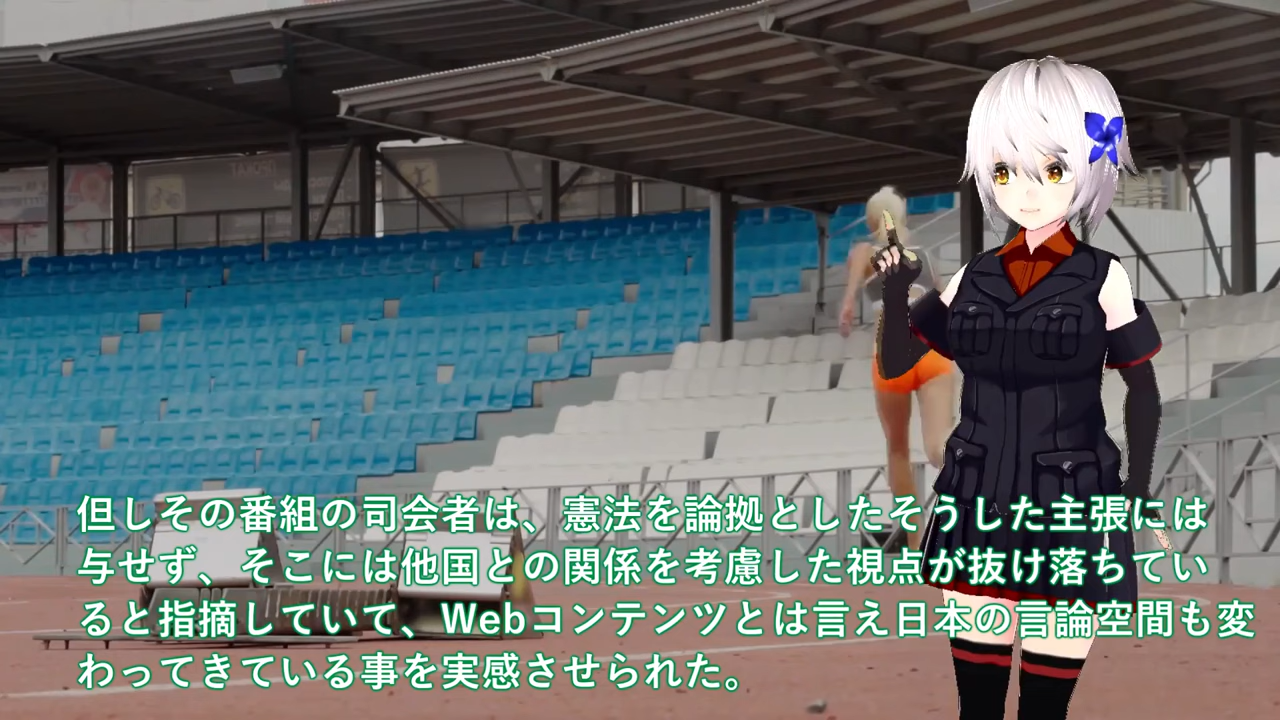 但しその番組の司会者は、憲法を論拠としたそうした主張には
与せず、そこには他国との関係を考慮した視点が抜け落ちてい
ると指摘していて、Webコンテンツとは言え日本の言論空間も変
わってきている事を実感させられた。